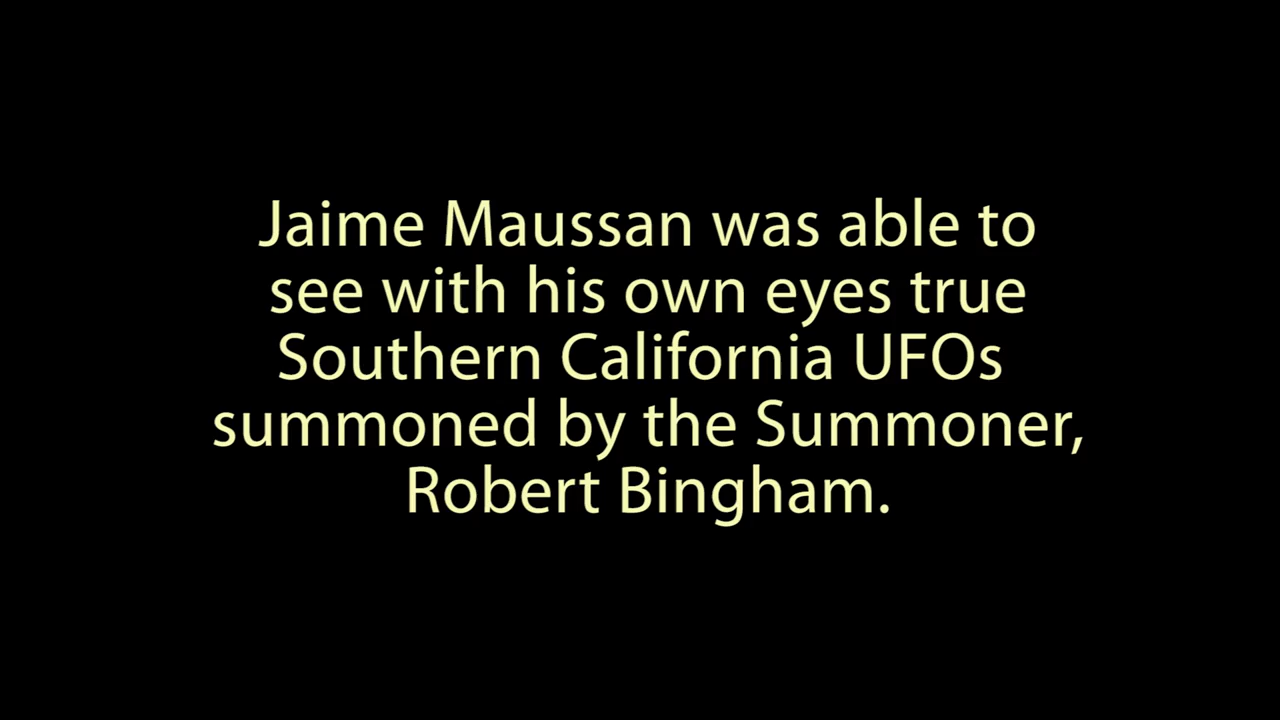 Jaime Maussan was able to
see with his own eyes true
Southern California UFOs
summoned by the Summoner,
Robert Bingham.